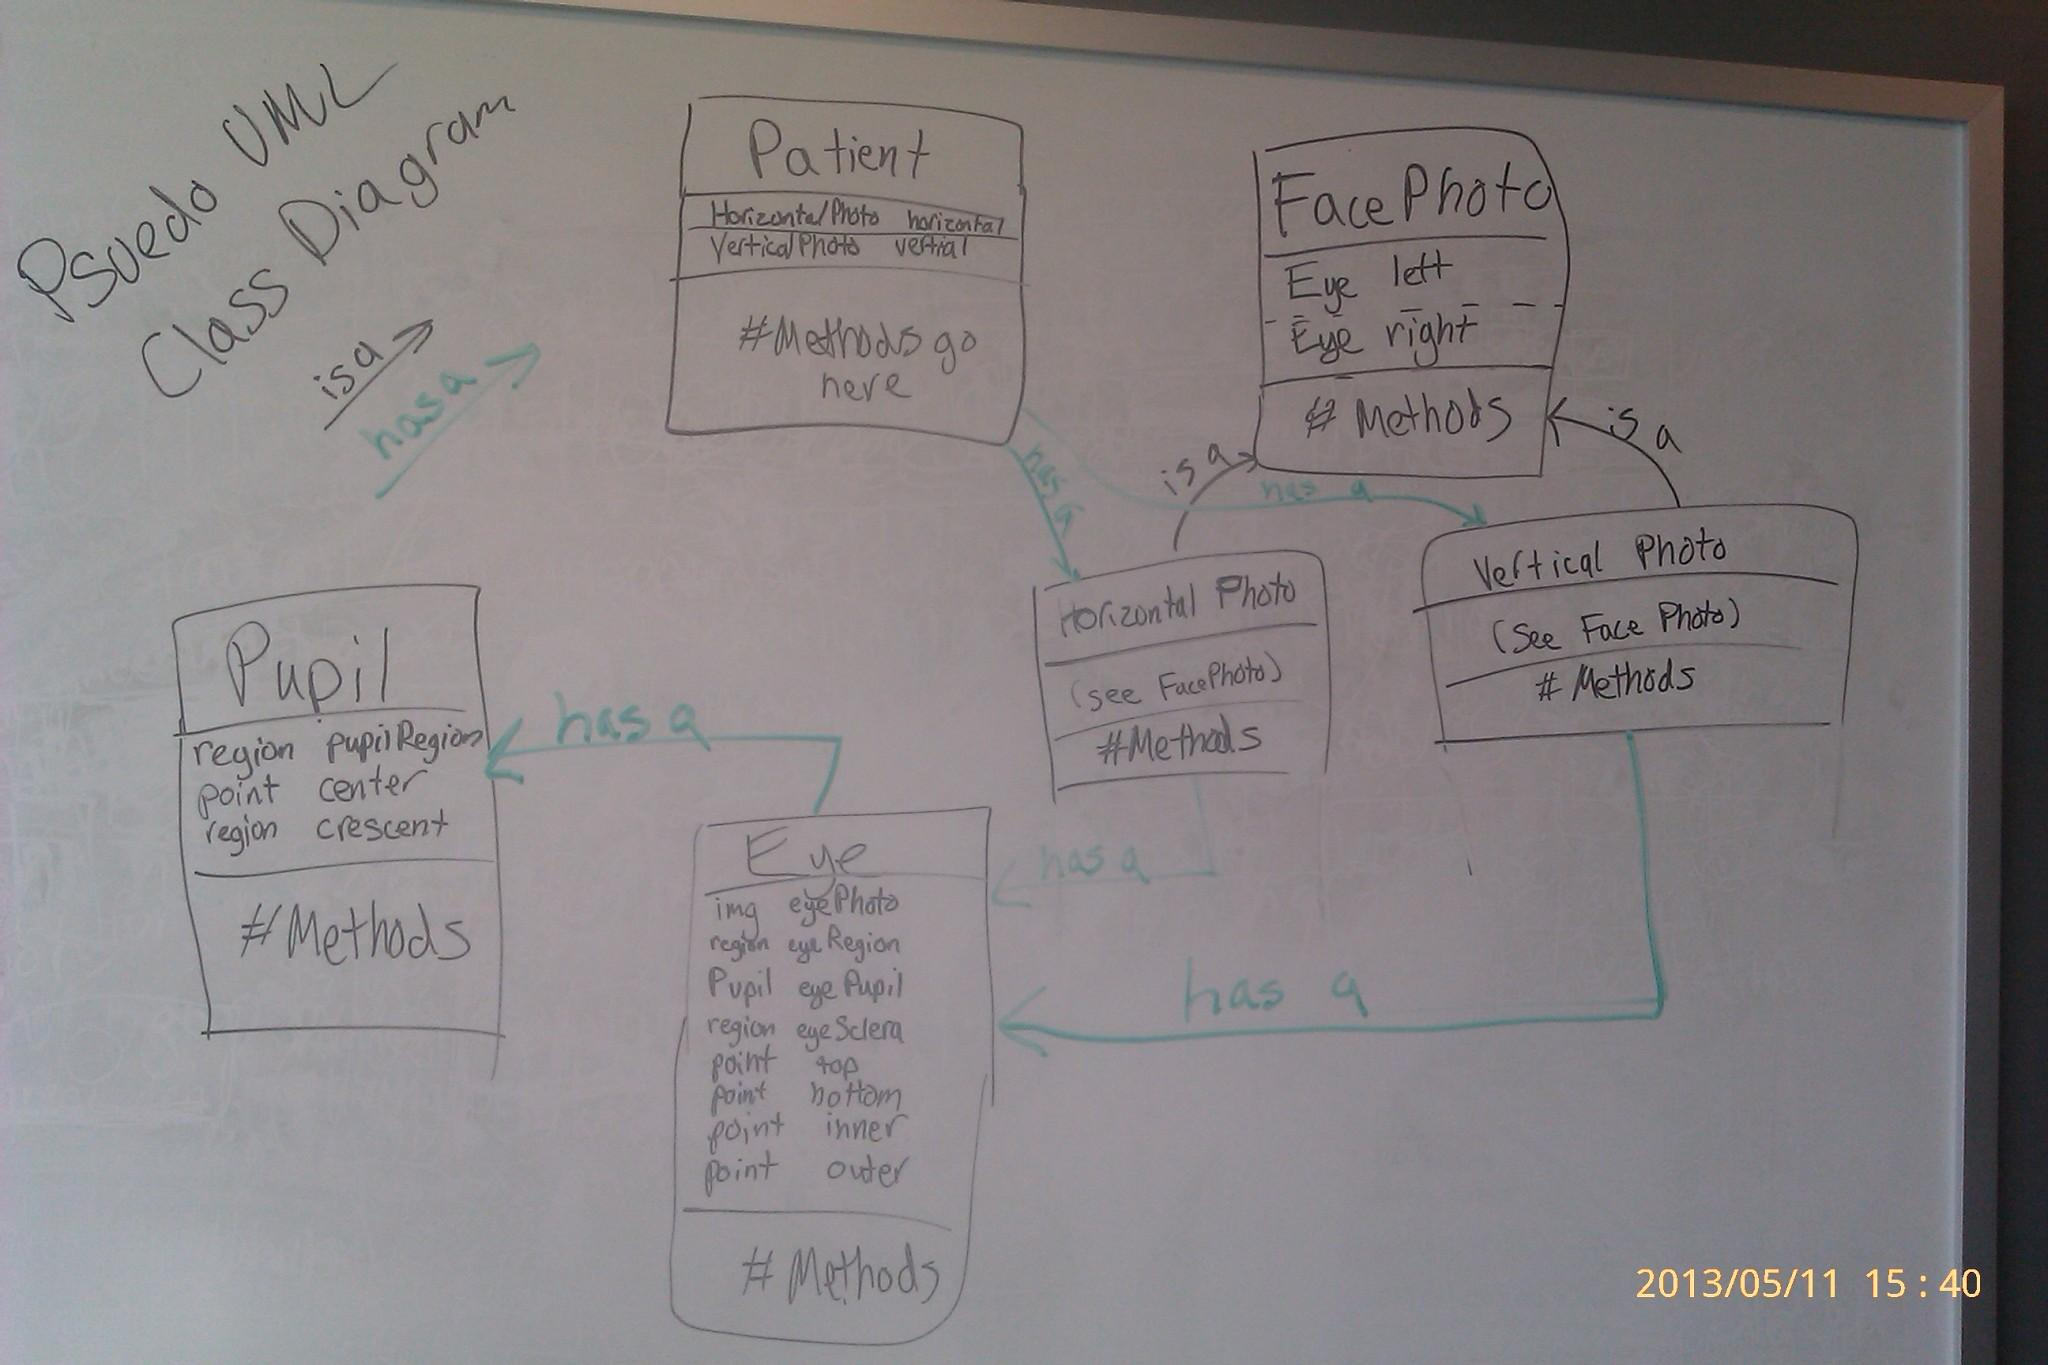 Psuedo UML
Class Diagram
is a
has a
Patient
HorizontalPhoto horizontal
VerticalPhoto vertial
#Methods go
here
FacePhoto
Eye left
Eye right
# Methods
is a
is a
has a
has a
Horizontal Photo
(see FacePhoto)
#Methods
Vertical Photo
(See Face Photo)
# Methods
Pupil
region pupilRegion
point center
region crescent
#Methods
has a
Eye
img eyePhoto
region eyeRegion
Pupil eyePupil
region eyeSclera
point top
point bottom
point inner
point outer
# Methods
has a
has a
2013/05/11 15:40